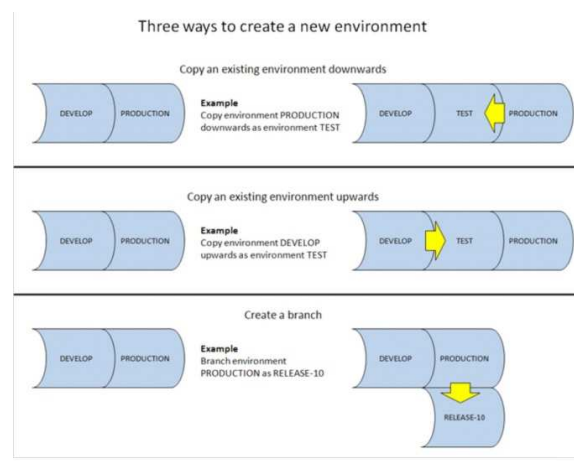 Three ways to create a new environment
Copy an existing environment downwards
DEVELOP
PRODUCTION
Example
Copy environment PRODUCTION
downwards as environment TEST
DEVELOP
TEST
PRODUCTION
Copy an existing environment upwards
DEVELOP
PRODUCTION
Example
Copy environment DEVELOP
upwards as environment TEST
DEVELOP
TEST
PRODUCTION
Create a branch
DEVELOP
PRODUCTION
Example
Branch environment
PRODUCTION as RELEASE-10
DEVELOP
PRODUCTION
RELEASE-10